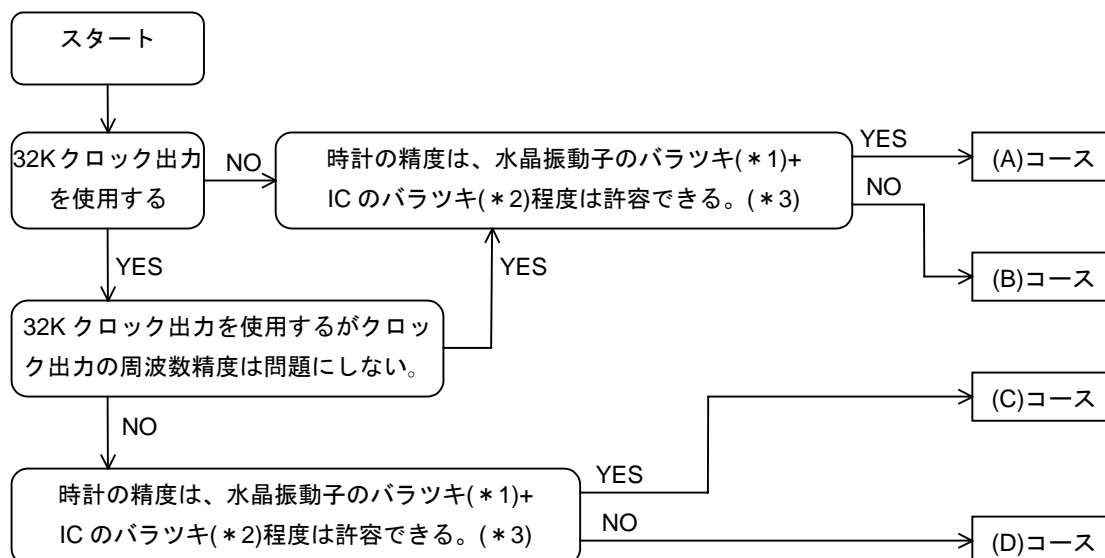 スタート
32Kクロック出力
を使用する
NO
時計の精度は、水晶振動子のバラツキ(＊1)+
ICのバラツキ(＊2)程度は許容できる。(＊3)
YES
(A)コース
NO
(B)コース
YES
YES
32Kクロック出力を使用するがクロッ
ク出力の周波数精度は問題にしない。
NO
(C)コース
時計の精度は、水晶振動子のバラツキ(＊1)+
ICのバラツキ(＊2)程度は許容できる。(＊3)
YES
NO
(D)コース